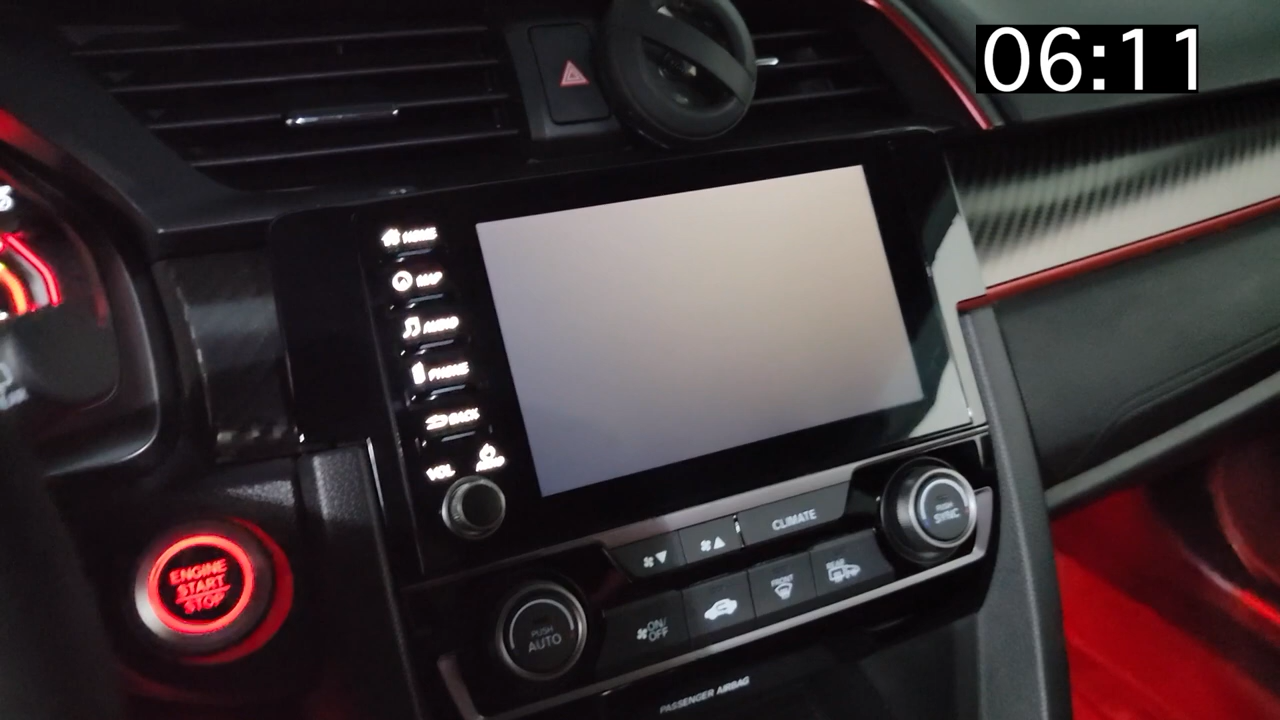 06:11
HOME
MAP
AUDIO
PHONE
BACK
VOL
AUDIO
ENGINE
START
STOP
CLIMATE
PUSH
SYNC
FRONT
REAR
ON/
OFF
PUSH
AUTO
PASSENGER AIRBAG